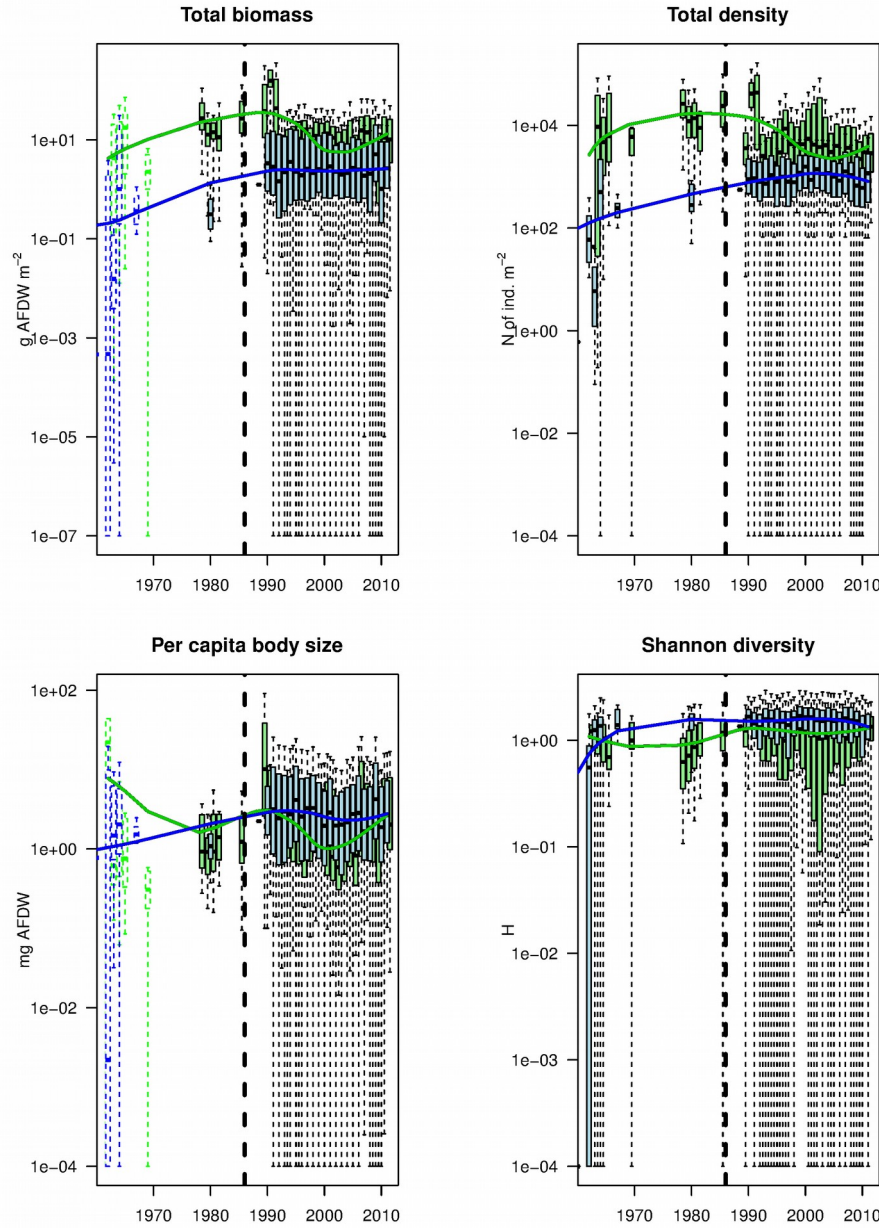 Total biomass
g AFDW m−2
1e+01
1e−01
1e−03
1e−05
1e−07
1970 1980 1990 2000 2010
Total density
N of ind. m−2
1e+04
1e+02
1e+00
1e−02
1e−04
1970 1980 1990 2000 2010
Per capita body size
mg AFDW
1e+02
1e+00
1e−02
1e−04
1970 1980 1990 2000 2010
Shannon diversity
H
1e+00
1e−01
1e−02
1e−03
1e−04
1970 1980 1990 2000 2010